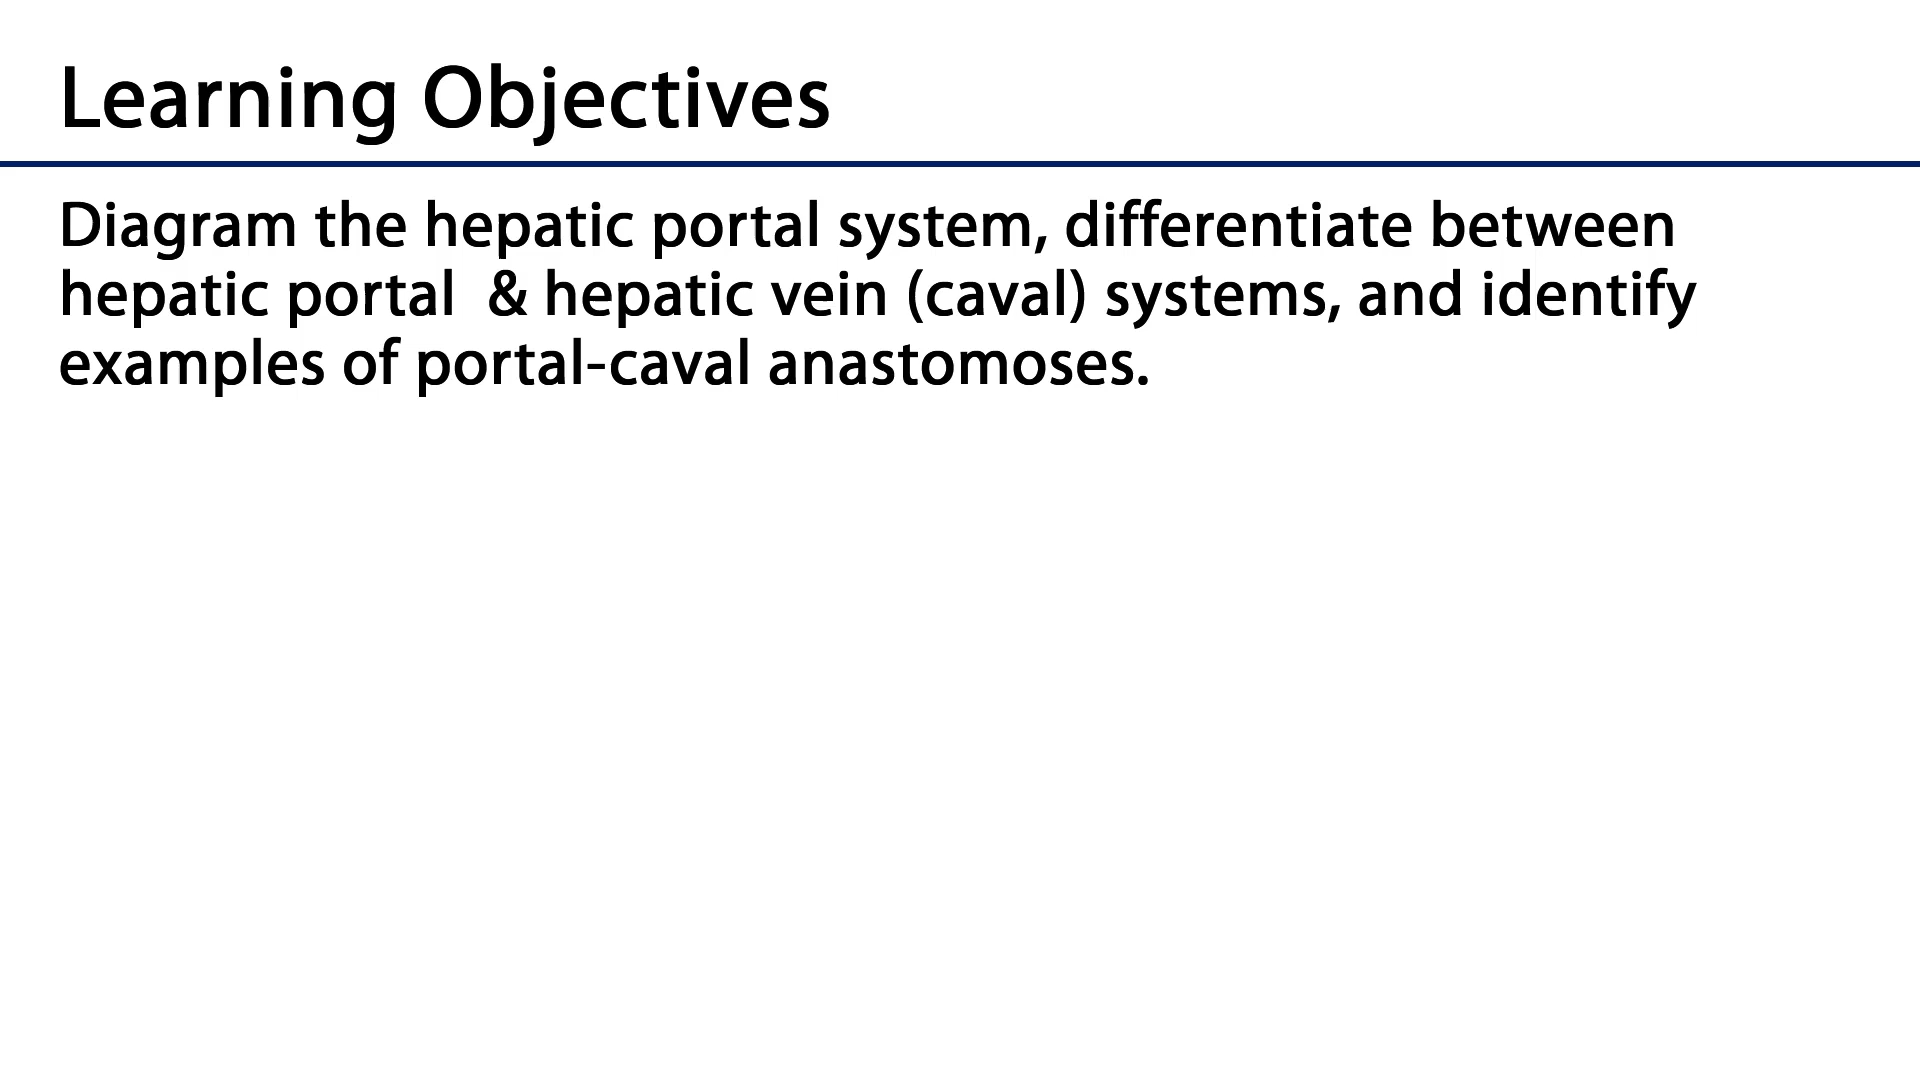 Learning Objectives
Diagram the hepatic portal system, differentiate between
hepatic portal  & hepatic vein (caval) systems, and identify
examples of portal-caval anastomoses.